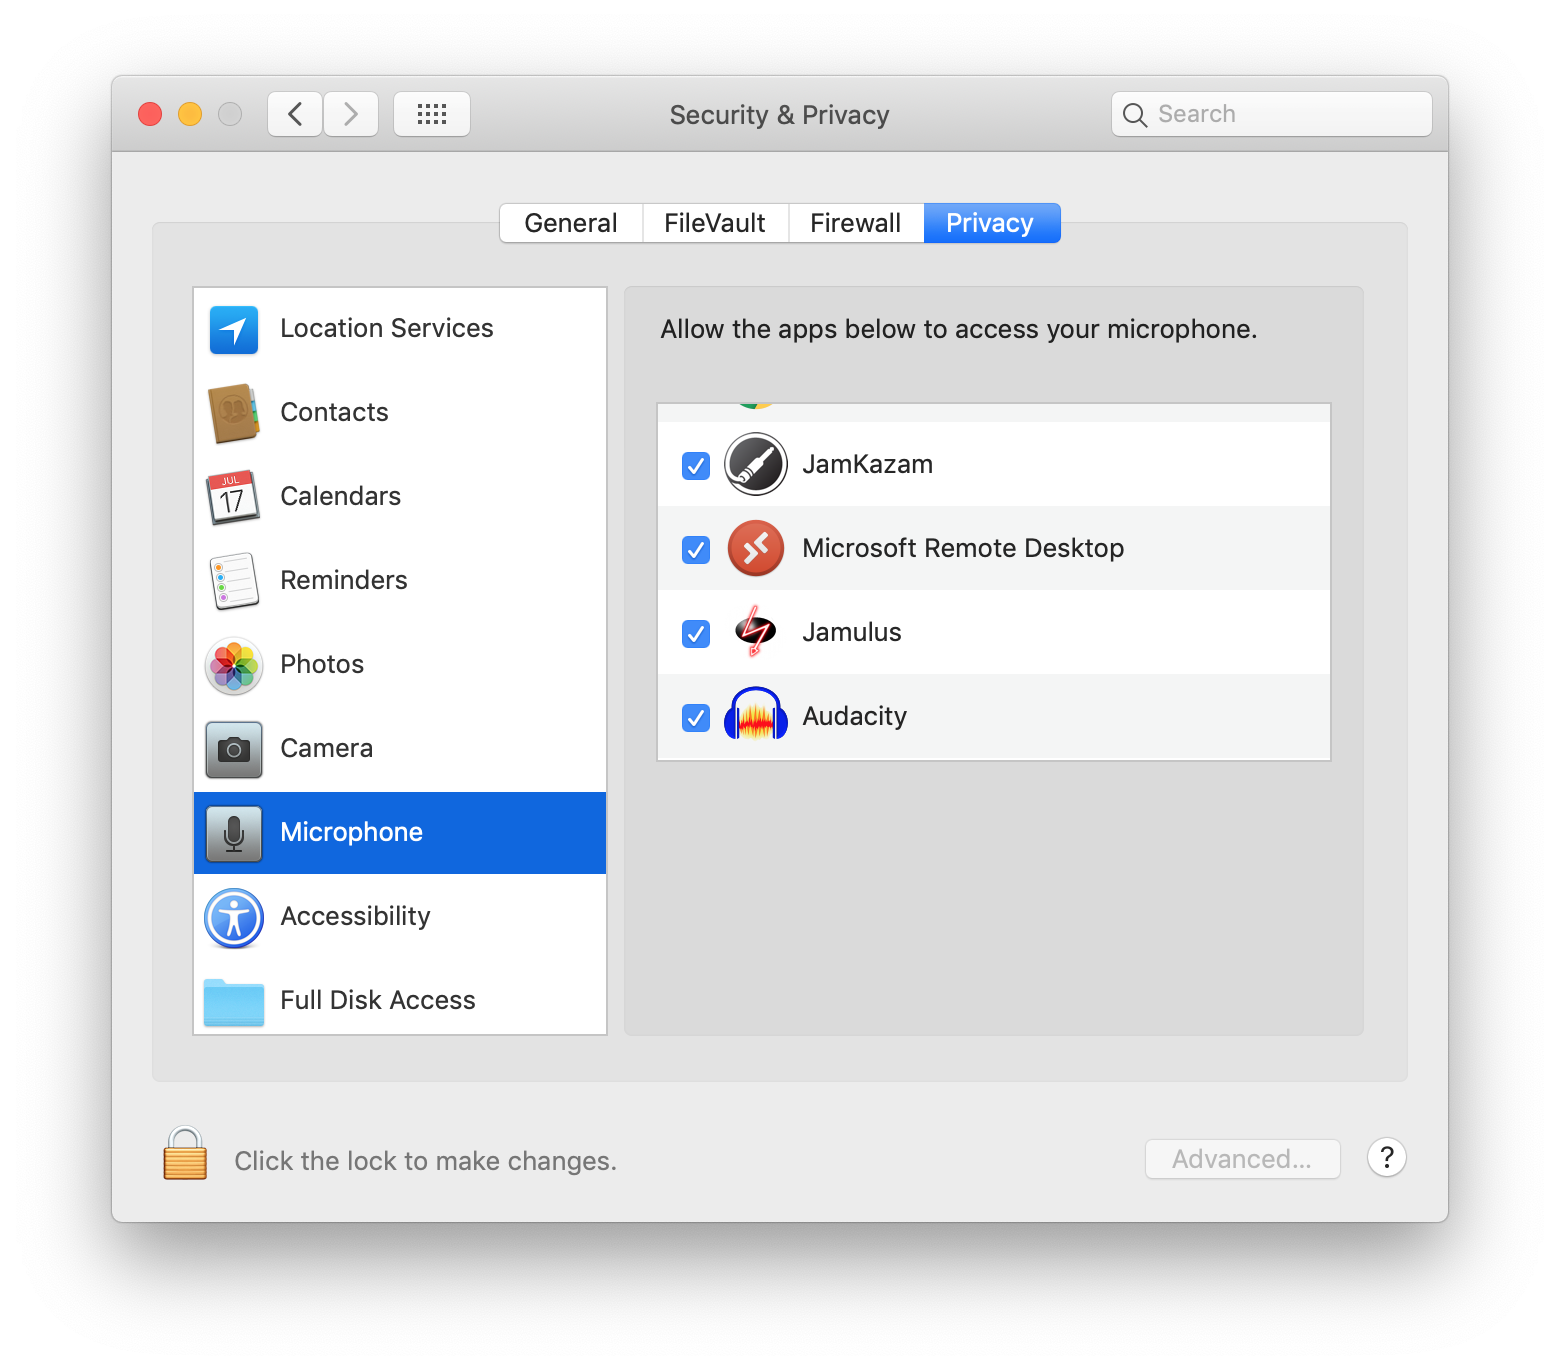 Security & Privacy
Search
General
FileVault
Firewall
Privacy
Location Services
Contacts
JUL
17
Calendars
Reminders
Photos
Camera
Microphone
Accessibility
Full Disk Access
Allow the apps below to access your microphone.
JamKazam
Microsoft Remote Desktop
Jamulus
Audacity
Click the lock to make changes.
Advanced...
?